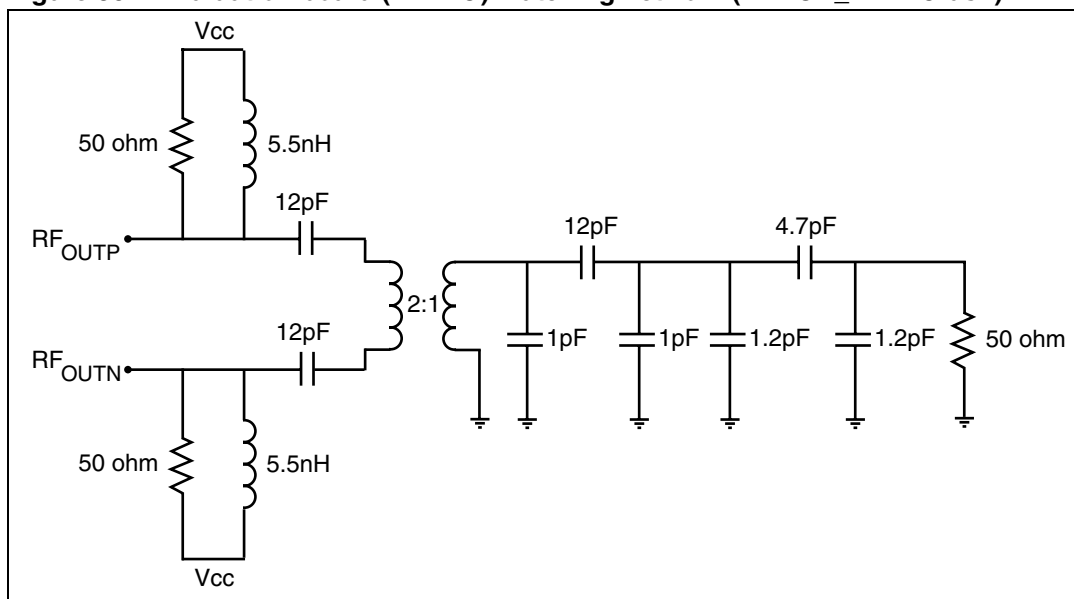 Vcc
50 ohm
5.5nH
12pF
RFOUTP
12pF
4.7pF
2:1
1pF
1pF
1.2pF
1.2pF
50 ohm
12pF
RFOUTN
50 ohm
5.5nH
Vcc